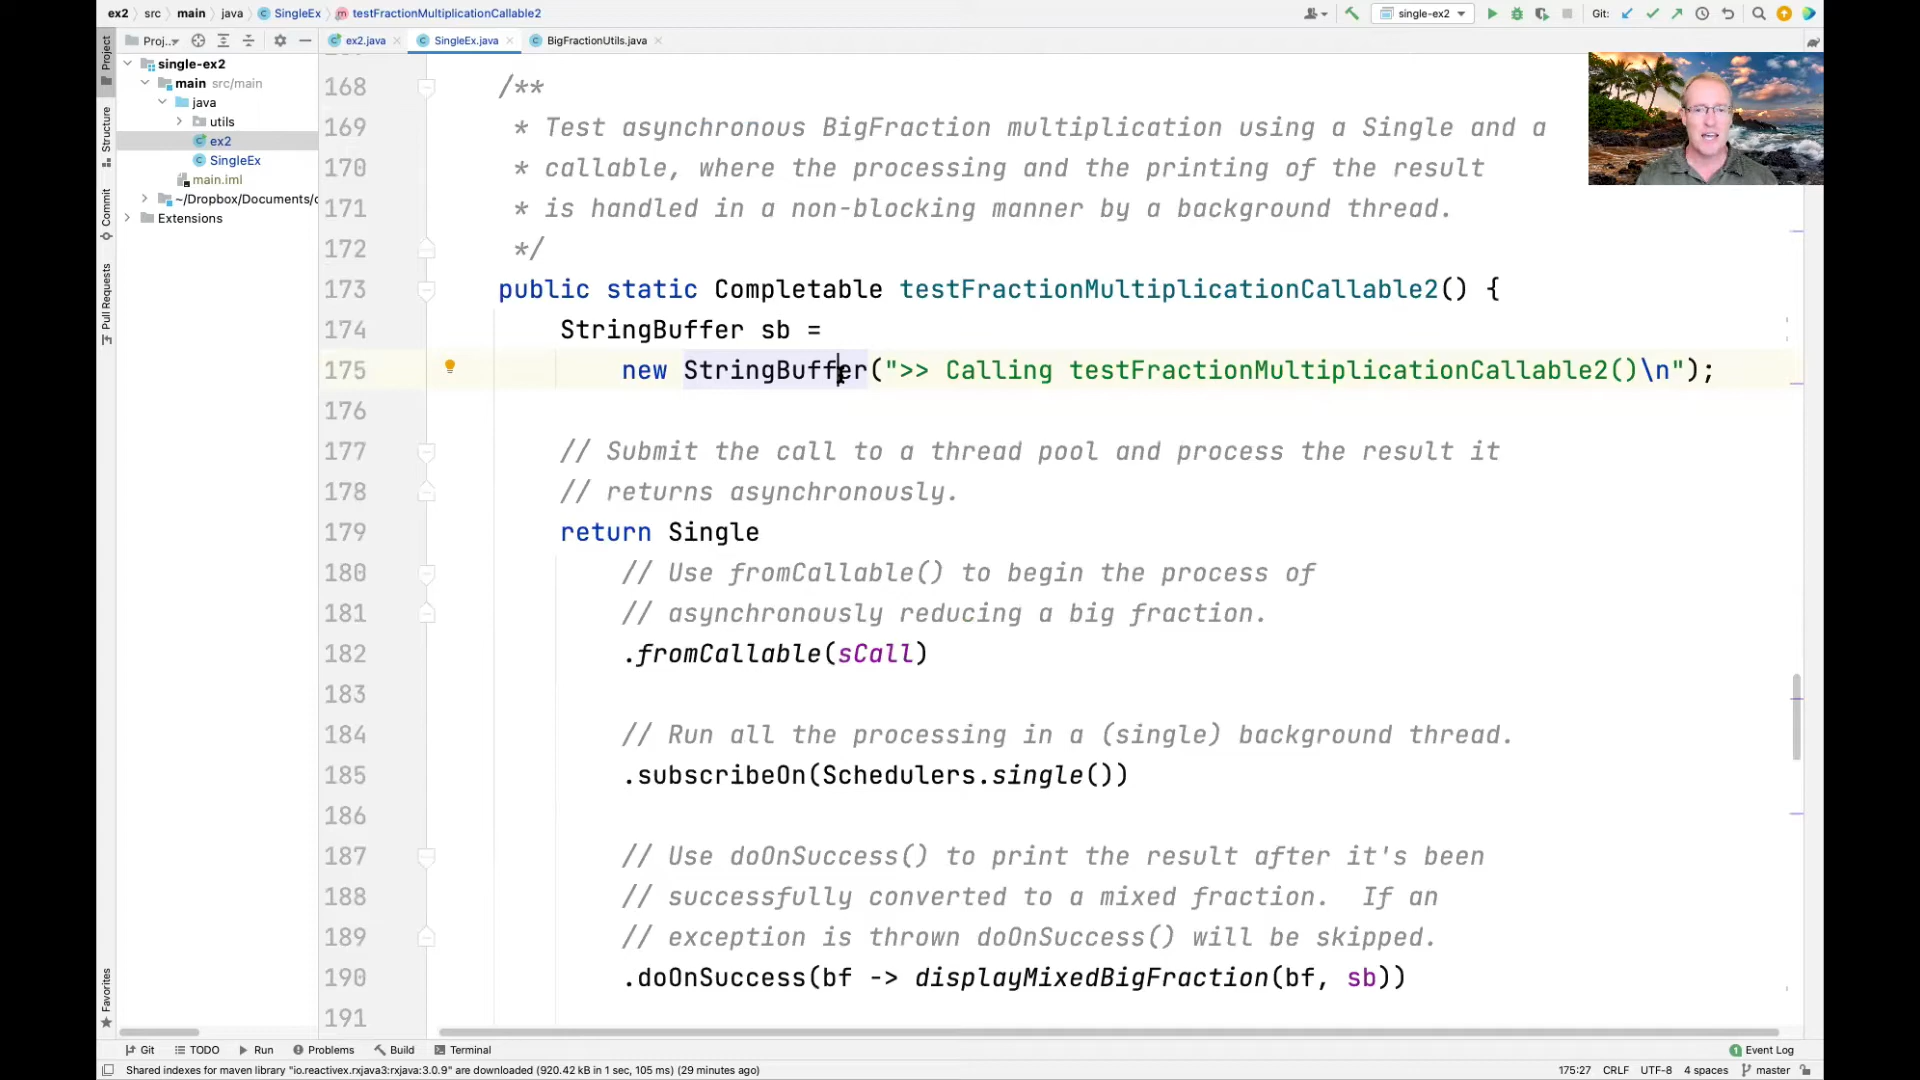 ex2 src main java SingleEx testFractionMultiplicationCallable2 single-ex2 Git:
Project Proj... ex2.java SingleEx.java BigFractionUtils.java
single-ex2
main src/main
java
utils
ex2
SingleEx
main.iml
~/Dropbox/Documents/c
Extensions
Structure
Commit
Pull Requests
Favorites
168 /**
169 * Test asynchronous BigFraction multiplication using a Single and a
170 * callable, where the processing and the printing of the result
171 * is handled in a non-blocking manner by a background thread.
172 */
173 public static Completable testFractionMultiplicationCallable2() {
174 StringBuffer sb =
175 new StringBuffer(">> Calling testFractionMultiplicationCallable2()\n");
176
177 // Submit the call to a thread pool and process the result it
178 // returns asynchronously.
179 return Single
180 // Use fromCallable() to begin the process of
181 // asynchronously reducing a big fraction.
182 .fromCallable(sCall)
183
184 // Run all the processing in a (single) background thread.
185 .subscribeOn(Schedulers.single())
186
187 // Use doOnSuccess() to print the result after it's been
188 // successfully converted to a mixed fraction.  If an
189 // exception is thrown doOnSuccess() will be skipped.
190 .doOnSuccess(bf -> displayMixedBigFraction(bf, sb))
191
Git TODO Run Problems Build Terminal 1 Event Log
Shared indexes for maven library "io.reactivex.rxjava3:rxjava:3.0.9" are downloaded (920.42 kB in 1 sec, 105 ms) (29 minutes ago) 175:27 CRLF UTF-8 4 spaces master